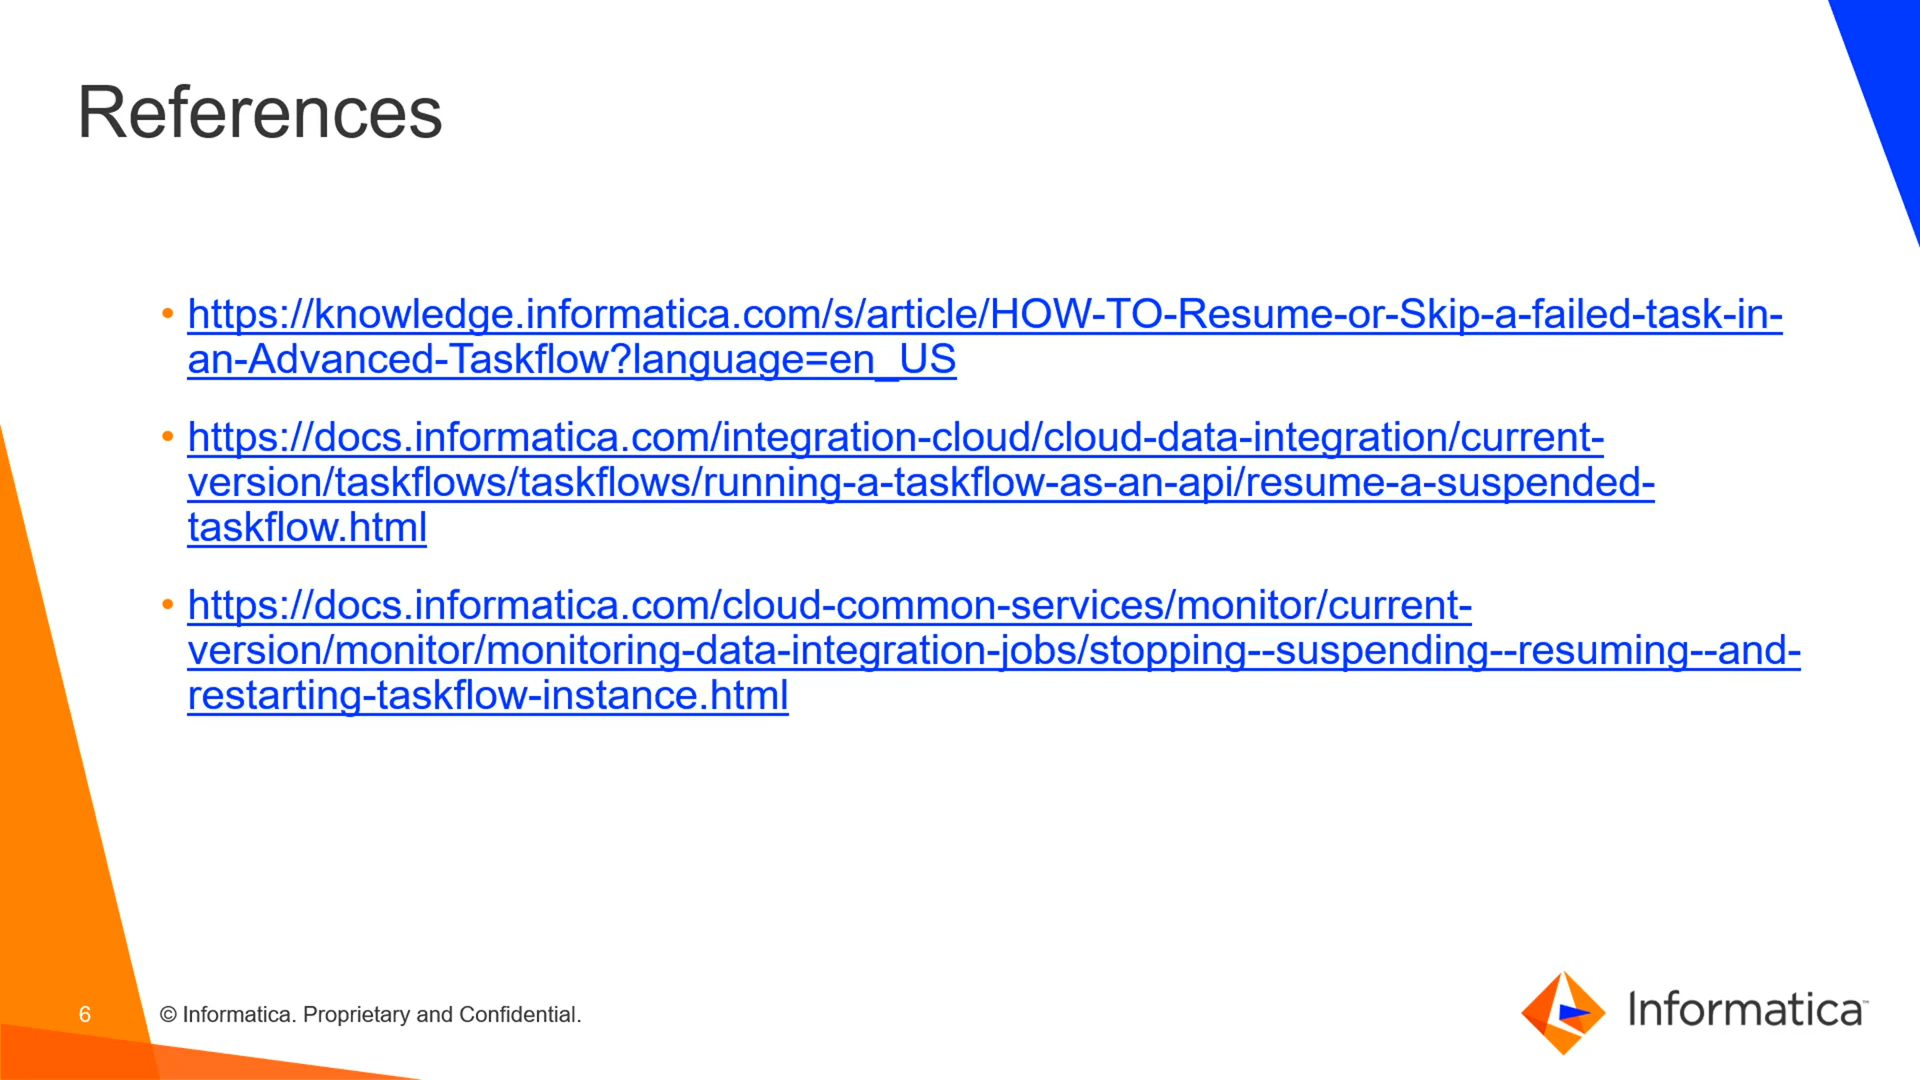 References
• https://knowledge.informatica.com/s/article/HOW-TO-Resume-or-Skip-a-failed-task-in-
an-Advanced-Taskflow?language=en_US
• https://docs.informatica.com/integration-cloud/cloud-data-integration/current-
version/taskflows/taskflows/running-a-taskflow-as-an-api/resume-a-suspended-
taskflow.html
• https://docs.informatica.com/cloud-common-services/monitor/current-
version/monitor/monitoring-data-integration-jobs/stopping--suspending--resuming--and-
restarting-taskflow-instance.html
6
© Informatica. Proprietary and Confidential.
Informatica™